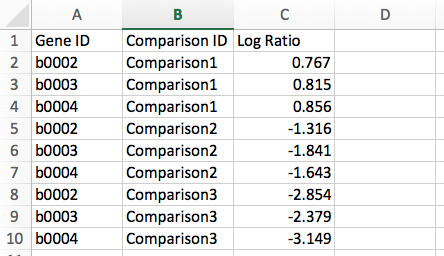 A B C D
1 Gene ID Comparison ID Log Ratio
2 b0002 Comparison1 0.767
3 b0003 Comparison1 0.815
4 b0004 Comparison1 0.856
5 b0002 Comparison2 -1.316
6 b0003 Comparison2 -1.841
7 b0004 Comparison2 -1.643
8 b0002 Comparison3 -2.854
9 b0003 Comparison3 -2.379
10 b0004 Comparison3 -3.149